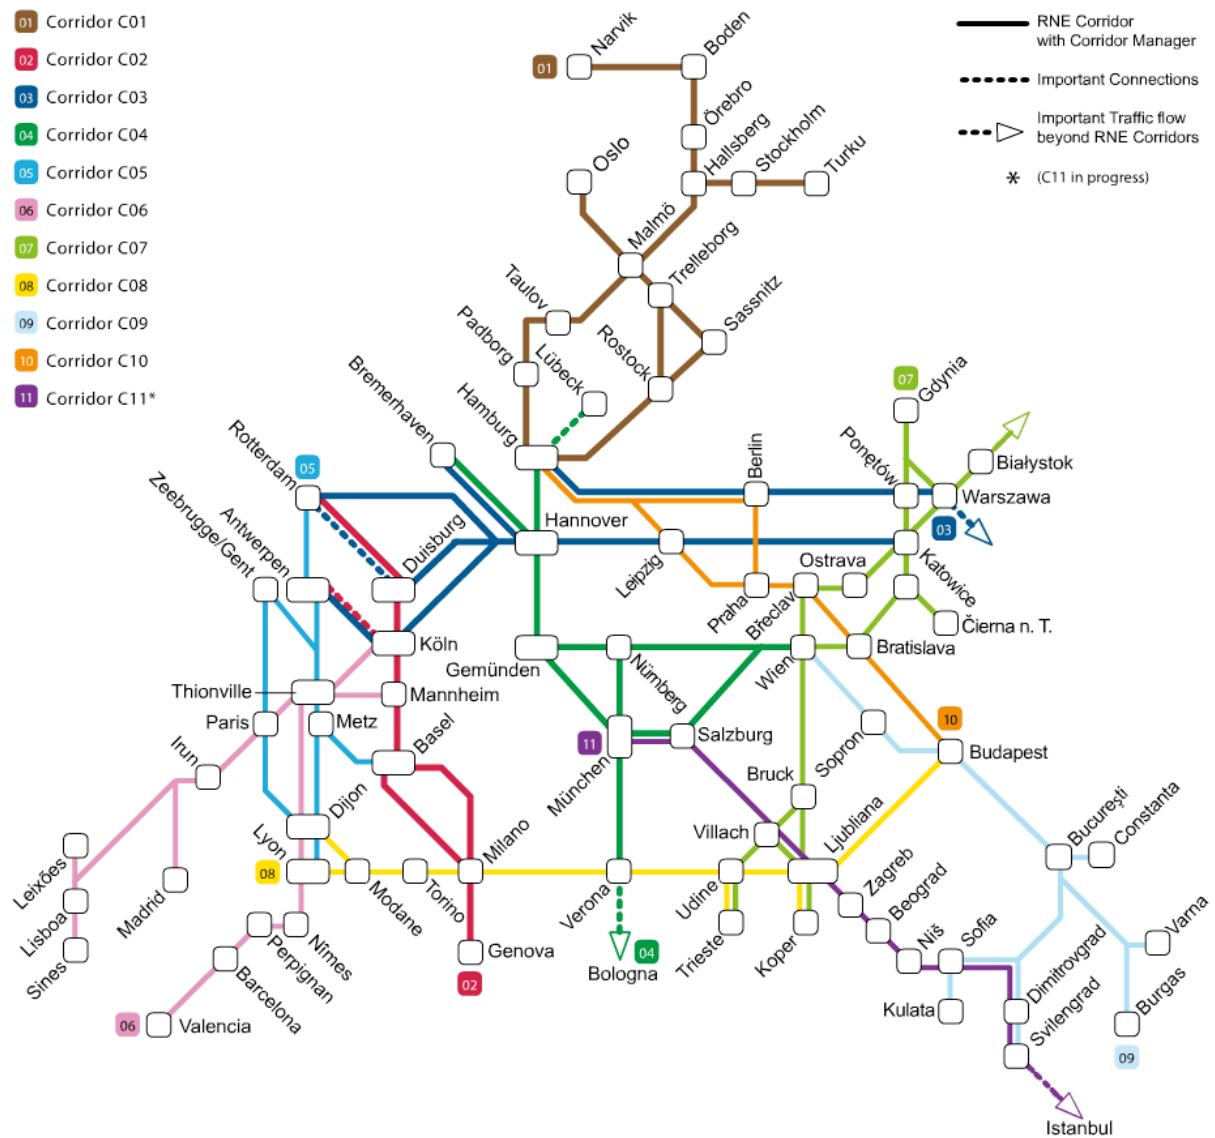 01 Corridor C01
02 Corridor C02
03 Corridor C03
04 Corridor C04
05 Corridor C05
06 Corridor C06
07 Corridor C07
08 Corridor C08
09 Corridor C09
10 Corridor C10
11 Corridor C11*
RNE Corridor
with Corridor Manager
Important Connections
Important Traffic flow
beyond RNE Corridors
* (C11 in progress)
01
Narvik
Boden
Örebro
Hallsberg
Stockholm
Turku
Oslo
Malmö
Trelleborg
Taulov
Sassnitz
Padborg
Lübeck
Rostock
Bremerhaven
Hamburg
07
Gdynia
Rotterdam
05
Berlin
Ponętów
Białystok
Warszawa
03
Zeebrugge/Gent
Antwerpen
Duisburg
Hannover
Leipzig
Ostrava
Katowice
Praha
Břeclav
Čierna n. T.
Köln
Gemünden
Nürnberg
Wien
Bratislava
Thionville
Mannheim
Paris
Metz
Basel
11
München
Salzburg
Sopron
10
Budapest
Irun
Bruck
Dijon
Villach
Ljubliana
Bucureşti
Constanta
Lyon
08
Modane
Torino
Milano
Verona
Udine
Zagreb
Beograd
Leixões
Lisboa
Madrid
Sines
Nîmes
Perpignan
Barcelona
06
Valencia
Genova
02
Bologna
04
Trieste
Koper
Niš
Sofia
Dimitrovgrad
Varna
Kulata
Svilengrad
Burgas
09
Istanbul